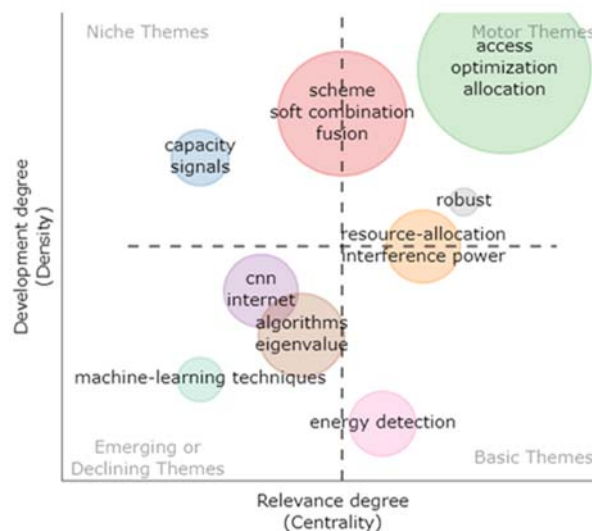 Niche Themes
Motor Themes
access
optimization
allocation
scheme
soft combination
fusion
capacity
signals
robust
resource-allocation
interference power
cnn
internet
algorithms
eigenvalue
machine-learning techniques
energy detection
Emerging or
Declining Themes
Basic Themes
Development degree
(Density)
Relevance degree
(Centrality)